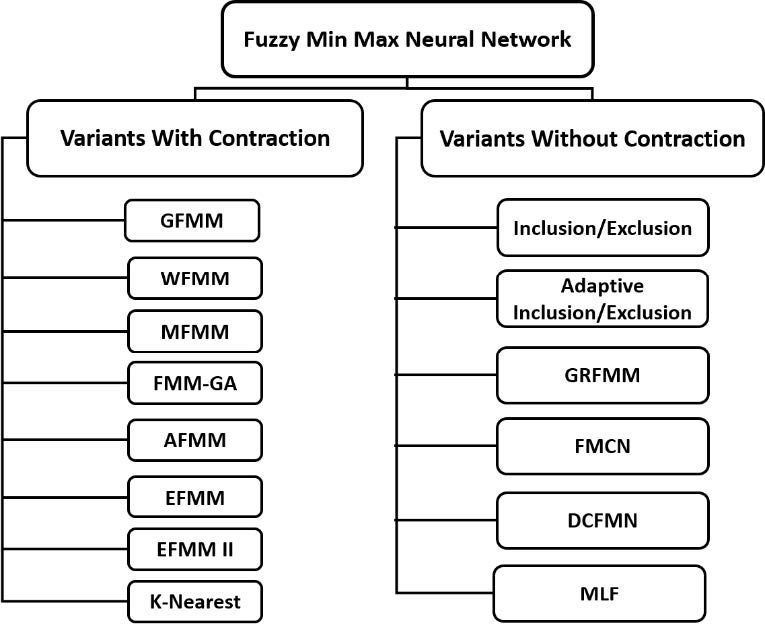 Fuzzy Min Max Neural Network
Variants With Contraction
GFMM
WFMM
MFMM
FMM-GA
AFMM
EFMM
EFMM II
K-Nearest
Variants Without Contraction
Inclusion/Exclusion
Adaptive
Inclusion/Exclusion
GRFMM
FMCN
DCFMN
MLF